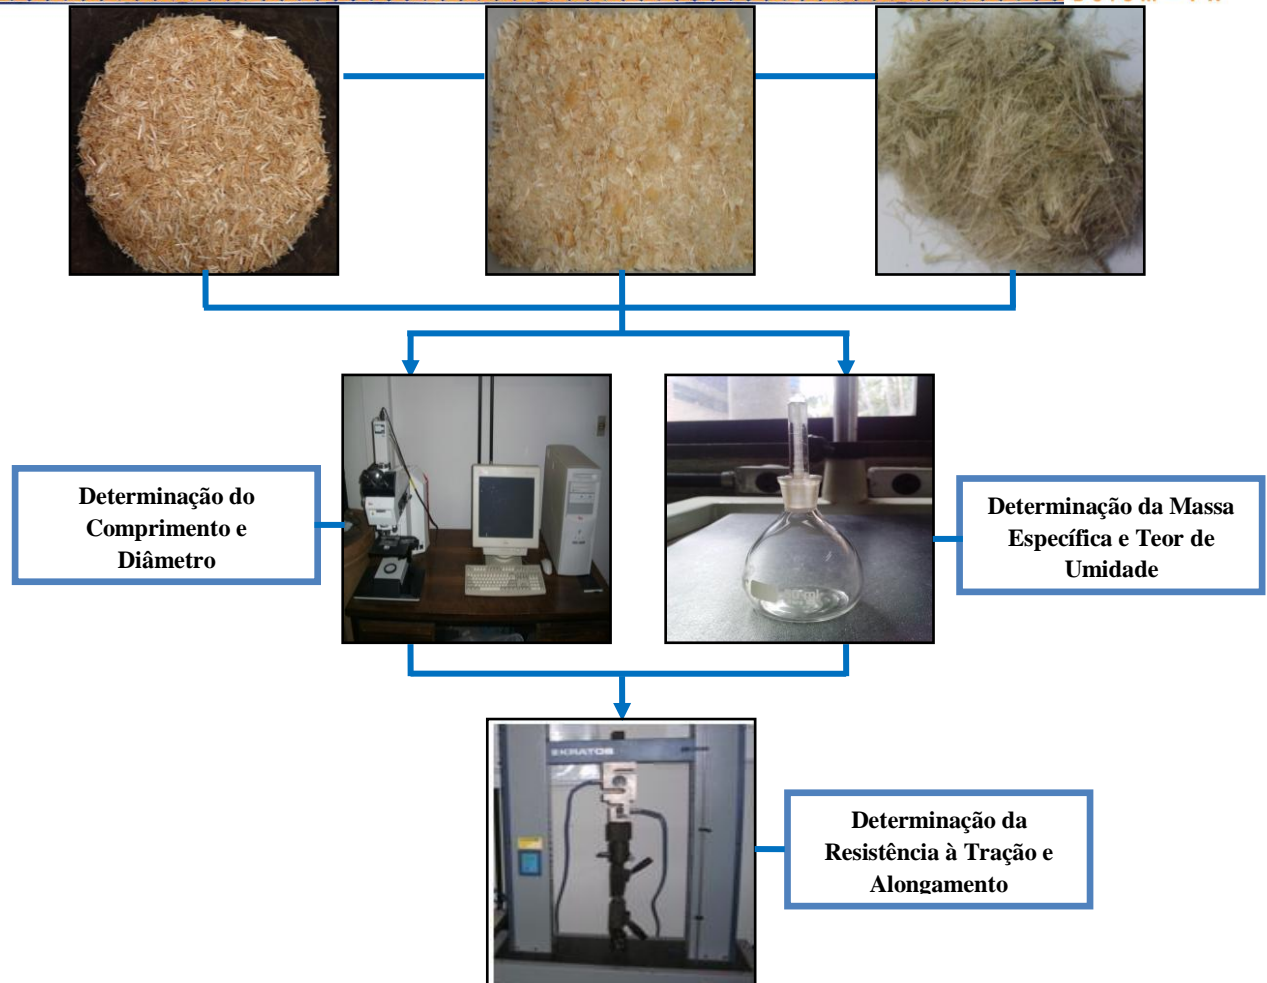 Determinação do
Comprimento e
Diâmetro
Determinação da Massa
Específica e Teor de
Umidade
KRATOS
Determinação da
Resistência à Tração e
Alongamento